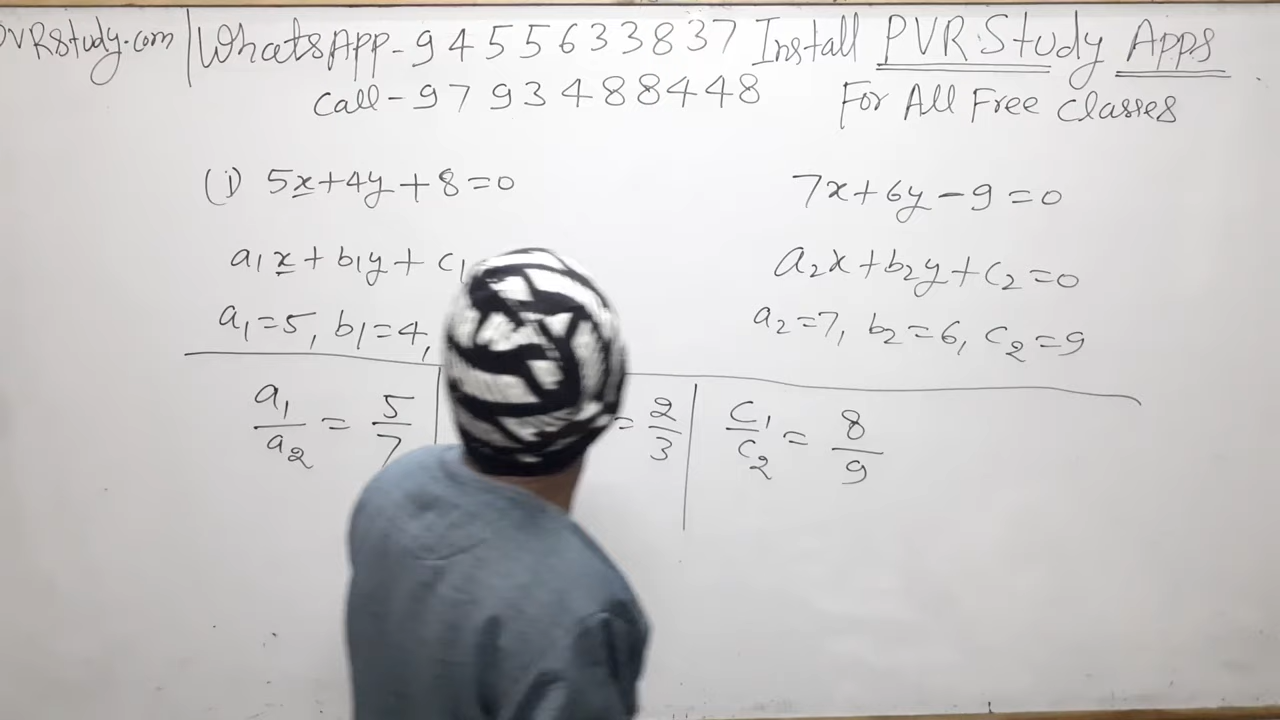 PVRStudy.com | WhatsApp-9455633837 Install PVR Study Apps
Call-9793488448 For All Free Classes
(i) 5x+4y+8=0 7x+6y-9=0
a₁x+b₁y+c₁ a₂x+b₂y+c₂=0
a₁=5, b₁=4, a₂=7, b₂=6, c₂=9
a₁/a₂ = 5/7 = 2/3 c₁/c₂ = 8/9